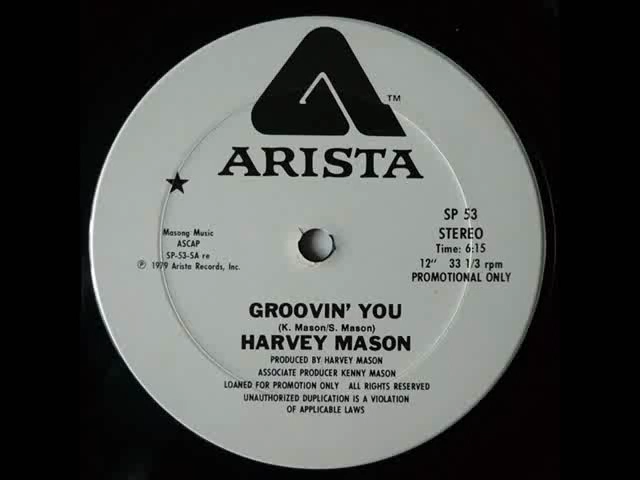 ™
ARISTA
Masong Music
ASCAP
SP-53-SA re
℗ 1979 Arista Records, Inc.
SP 53
STEREO
Time: 6:15
12" 33 1/3 rpm
PROMOTIONAL ONLY
GROOVIN' YOU
(K. Mason/S. Mason)
HARVEY MASON
PRODUCED BY HARVEY MASON
ASSOCIATE PRODUCER KENNY MASON
LOANED FOR PROMOTION ONLY ALL RIGHTS RESERVED
UNAUTHORIZED DUPLICATION IS A VIOLATION
OF APPLICABLE LAWS